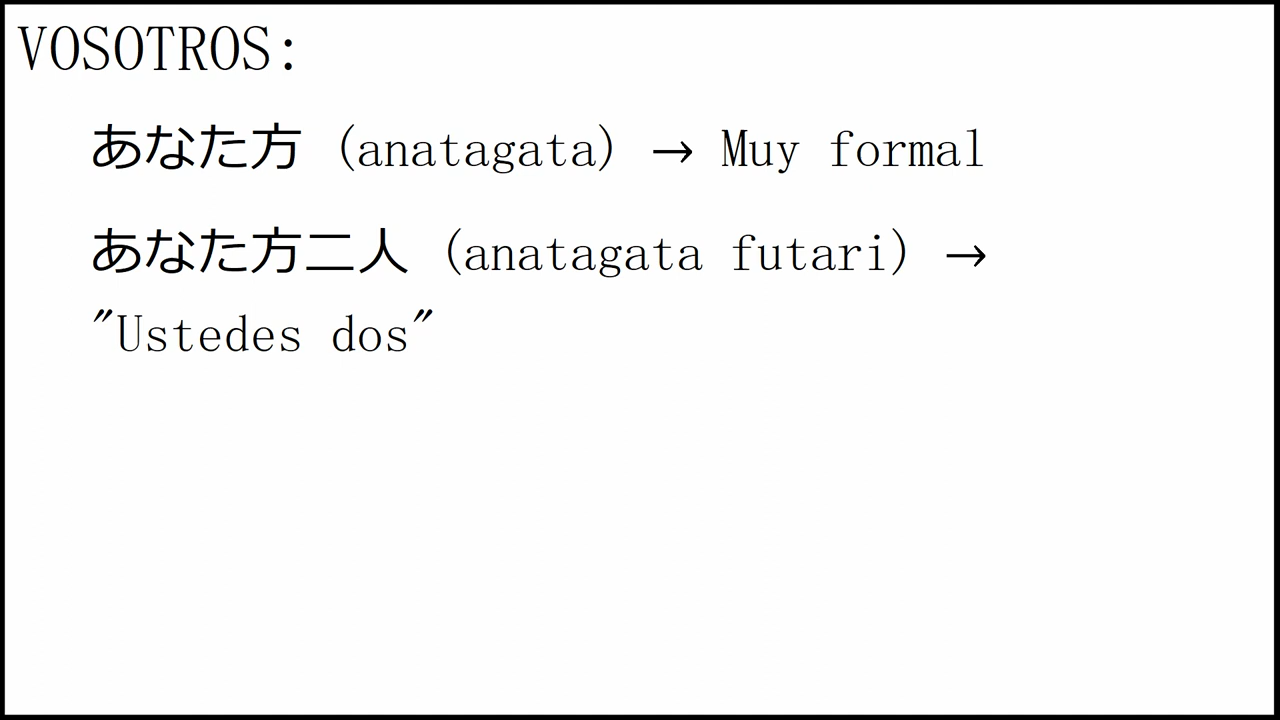 VOSOTROS:
あなた方 (anatagata) → Muy formal
あなた方二人 (anatagata futari) →
"Ustedes dos"